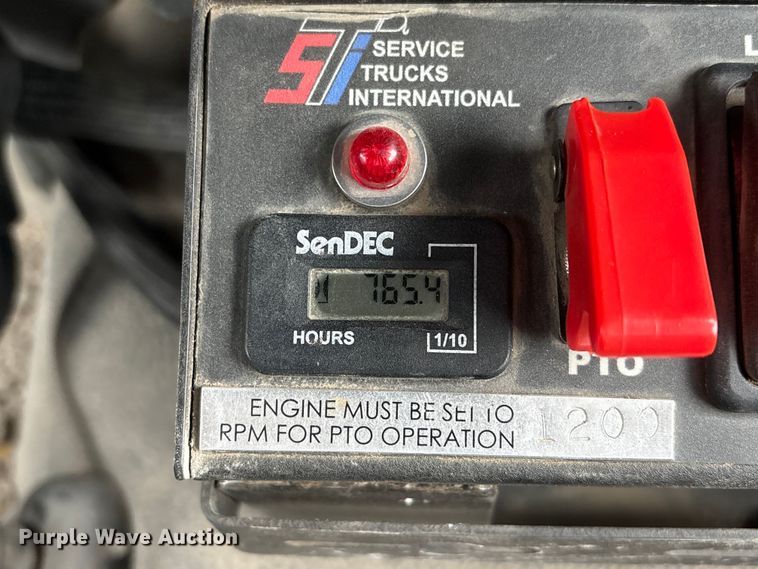 STi SERVICE
TRUCKS
INTERNATIONAL
SenDEC
765.4
HOURS 1/10
PTO
ENGINE MUST BE SET TO
RPM FOR PTO OPERATION 1200
Purple Wave Auction